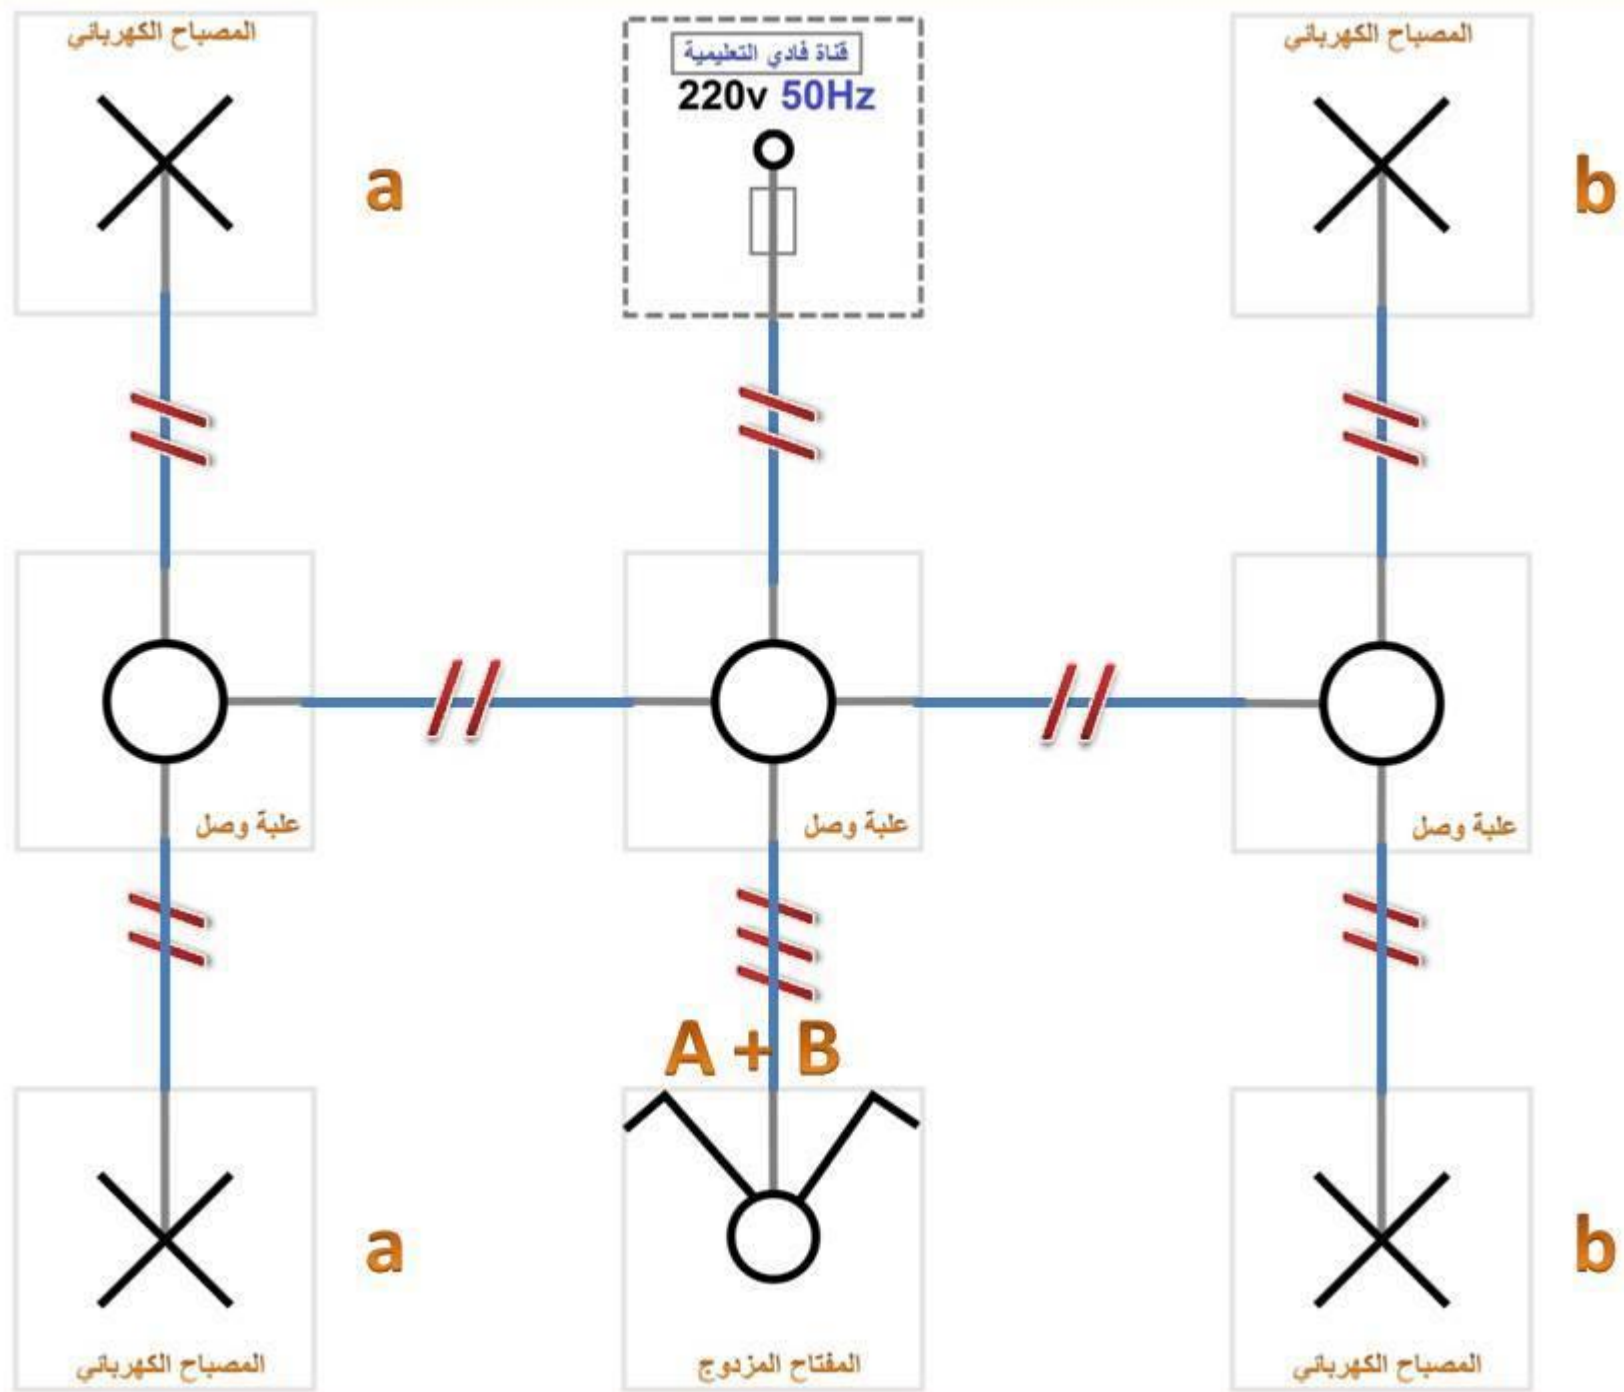 المصباح الكهربائي
قناة فادي التعليمية
220v 50Hz
المصباح الكهربائي
a
b
علبة وصل
علبة وصل
علبة وصل
A + B
a
b
المصباح الكهربائي
المفتاح المزدوج
المصباح الكهربائي